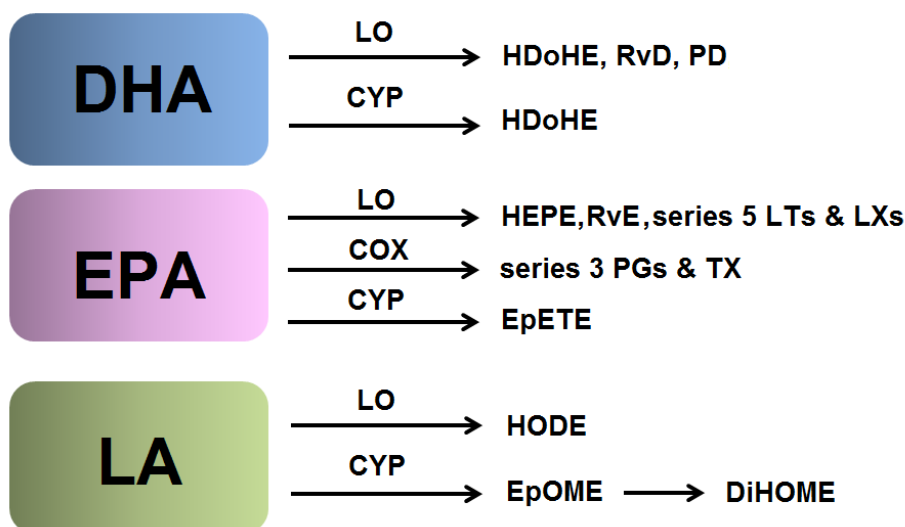 DHA
LO
HDoHE, RvD, PD
CYP
HDoHE
EPA
LO
HEPE,RvE,series 5 LTs & LXs
COX
series 3 PGs & TX
CYP
EpETE
LA
LO
HODE
CYP
EpOME
DiHOME